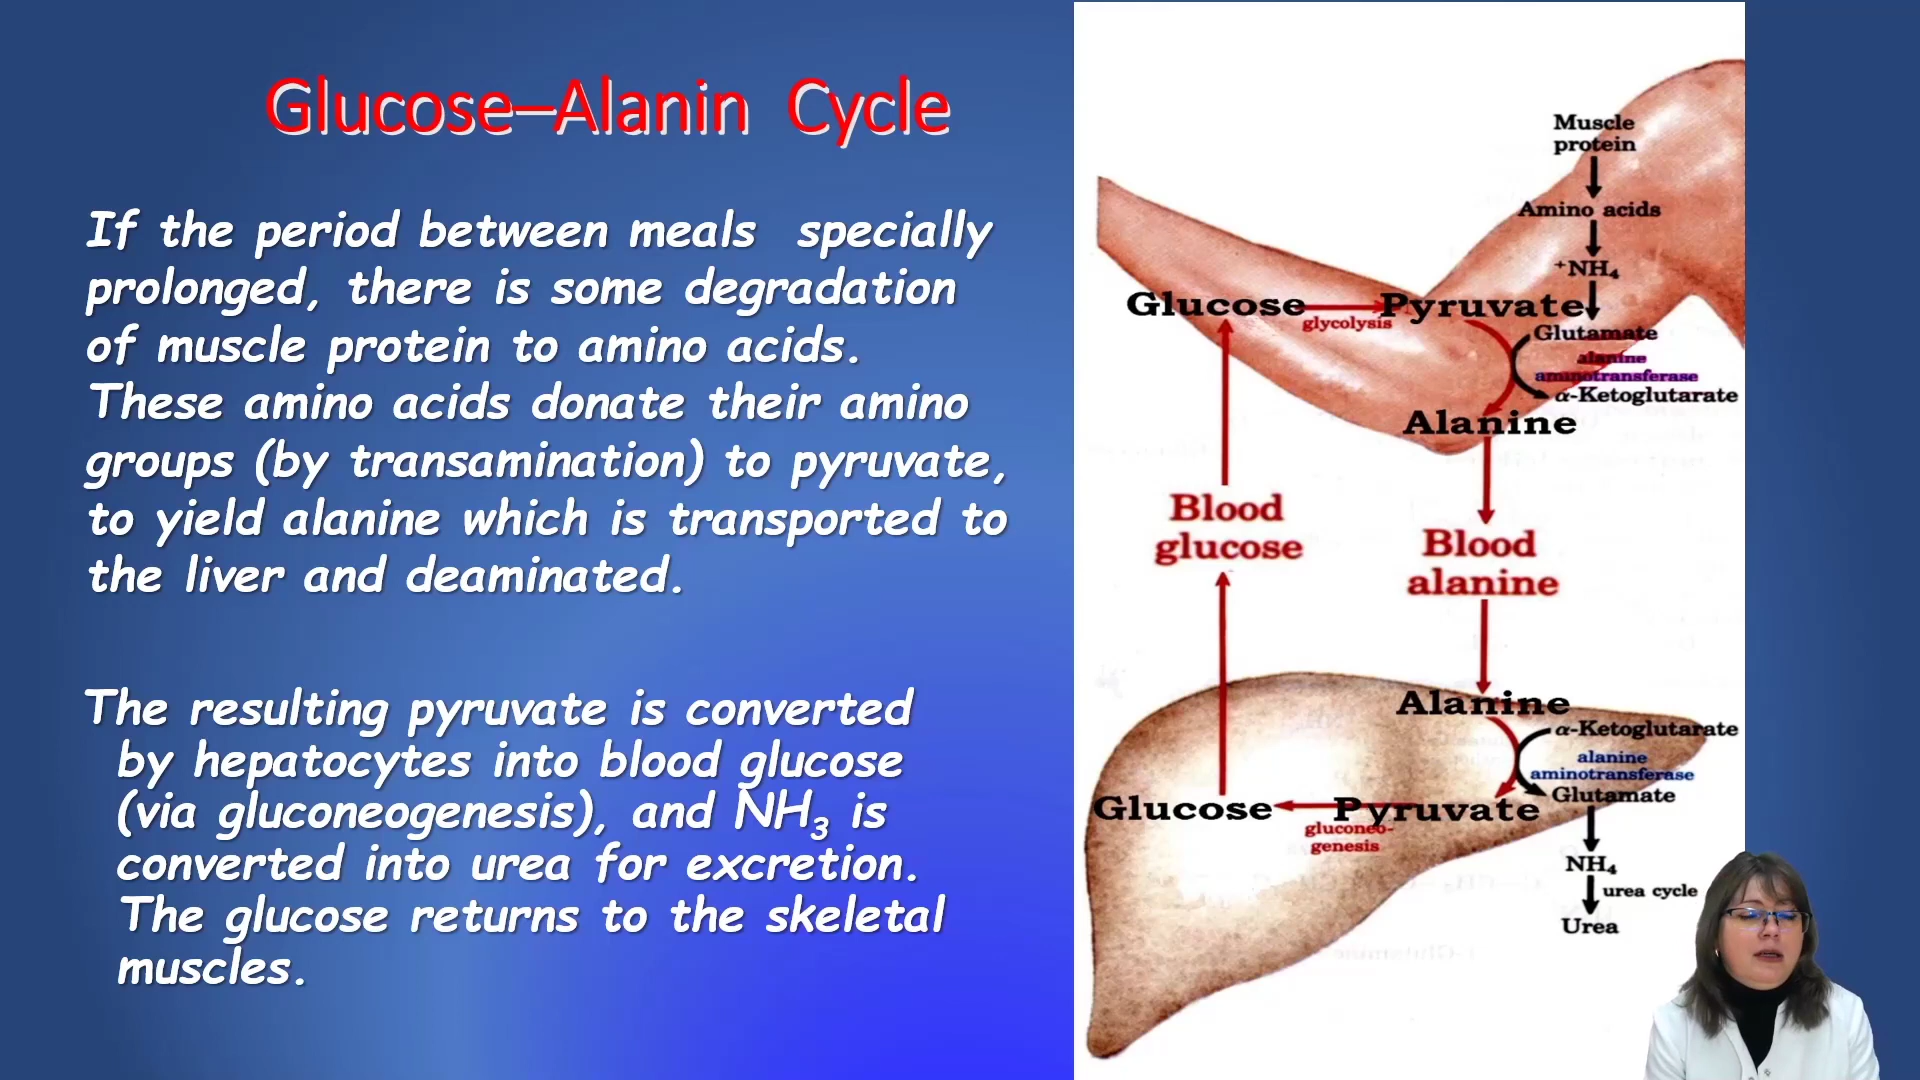 Glucose–Alanin Cycle
If the period between meals specially
prolonged, there is some degradation
of muscle protein to amino acids.
These amino acids donate their amino
groups (by transamination) to pyruvate,
to yield alanine which is transported to
the liver and deaminated.
The resulting pyruvate is converted
by hepatocytes into blood glucose
(via gluconeogenesis), and NH₃ is
converted into urea for excretion.
The glucose returns to the skeletal
muscles.
Muscle
protein
Amino acids
⁺NH₄
Glucose
glycolysis
Pyruvate
Glutamate
alanine
aminotransferase
α-Ketoglutarate
Alanine
Blood
glucose
Blood
alanine
Alanine
α-Ketoglutarate
alanine
aminotransferase
Glutamate
Glucose
Pyruvate
gluconeo-
genesis
NH₄
urea cycle
Urea